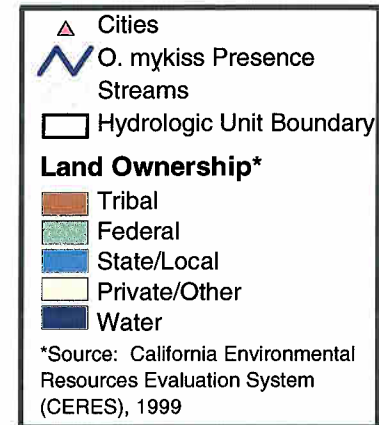 Cities
O. mykiss Presence
Streams
Hydrologic Unit Boundary
Land Ownership*
Tribal
Federal
State/Local
Private/Other
Water
*Source: California Environmental
Resources Evaluation System
(CERES), 1999